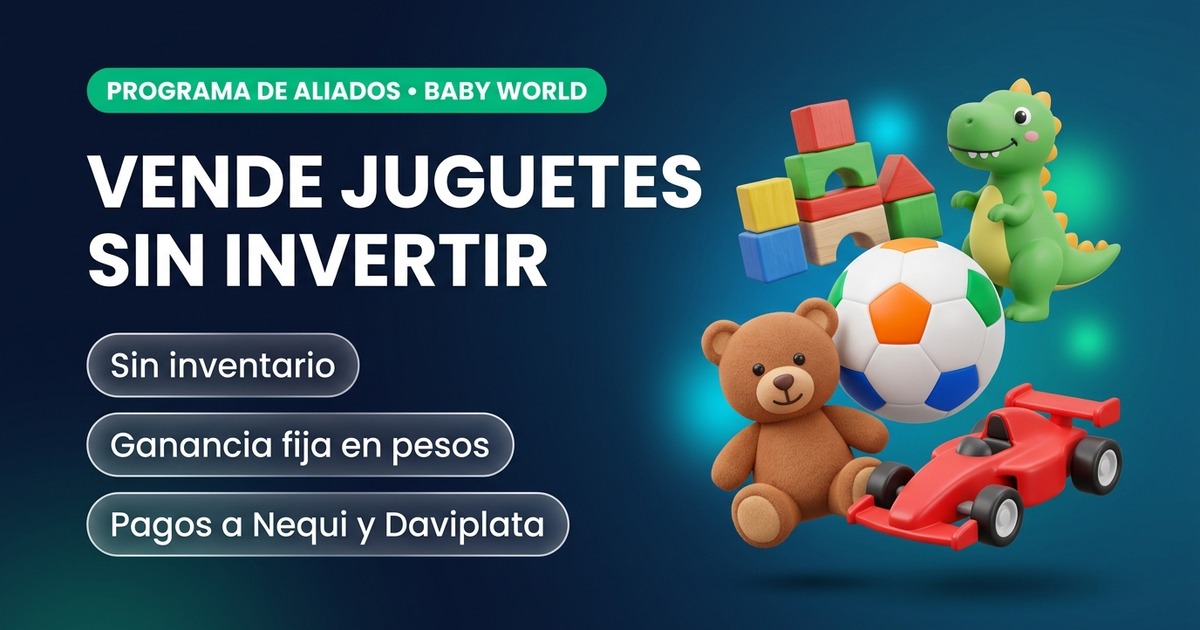 PROGRAMA DE ALIADOS • BABY WORLD
VENDE JUGUETES
SIN INVERTIR
Sin inventario
Ganancia fija en pesos
Pagos a Nequi y Daviplata